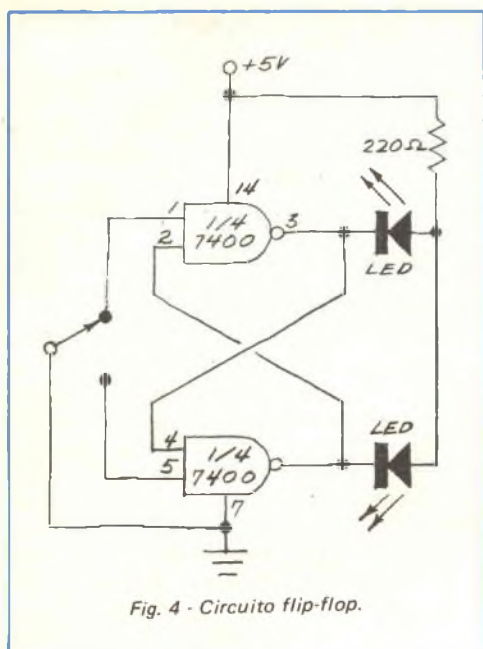 +5V
220Ω
14
1
2
1/4
7400
3
LED
LED
4
5
1/4
7400
7
Fig. 4 - Circuito flip-flop.